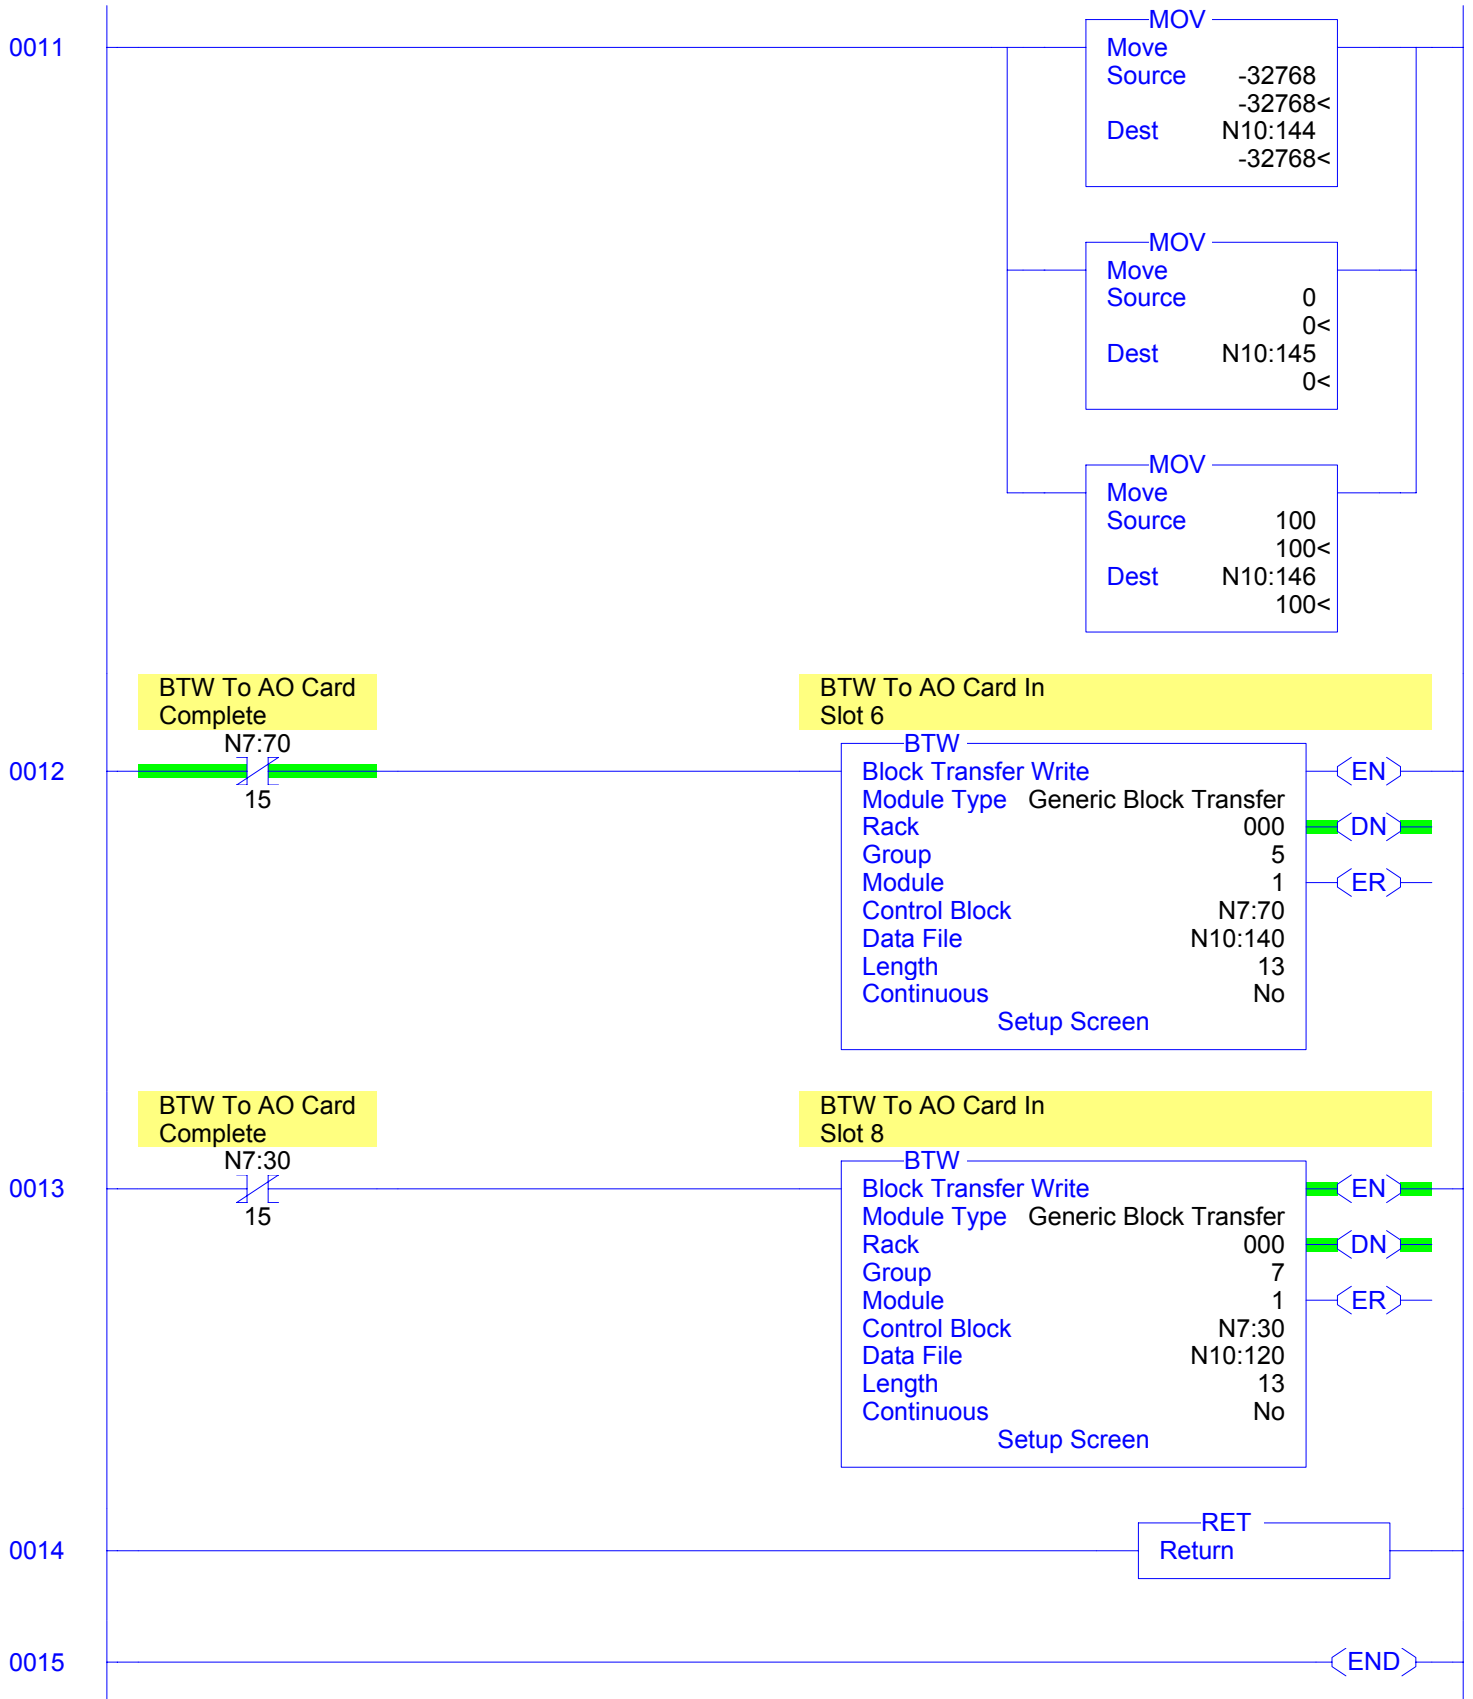 MOV
0011
Move
Source -32768
-32768<
Dest N10:144
-32768<
MOV
Move
Source 0
0<
Dest N10:145
0<
MOV
Move
Source 100
100<
Dest N10:146
100<
BTW To AO Card
Complete
N7:70
15
BTW To AO Card In
Slot 6
0012
BTW
Block Transfer Write
Module Type Generic Block Transfer
Rack 000
Group 5
Module 1
Control Block N7:70
Data File N10:140
Length 13
Continuous No
Setup Screen
EN
DN
ER
BTW To AO Card
Complete
N7:30
15
BTW To AO Card In
Slot 8
0013
BTW
Block Transfer Write
Module Type Generic Block Transfer
Rack 000
Group 7
Module 1
Control Block N7:30
Data File N10:120
Length 13
Continuous No
Setup Screen
EN
DN
ER
RET
0014
Return
0015
END